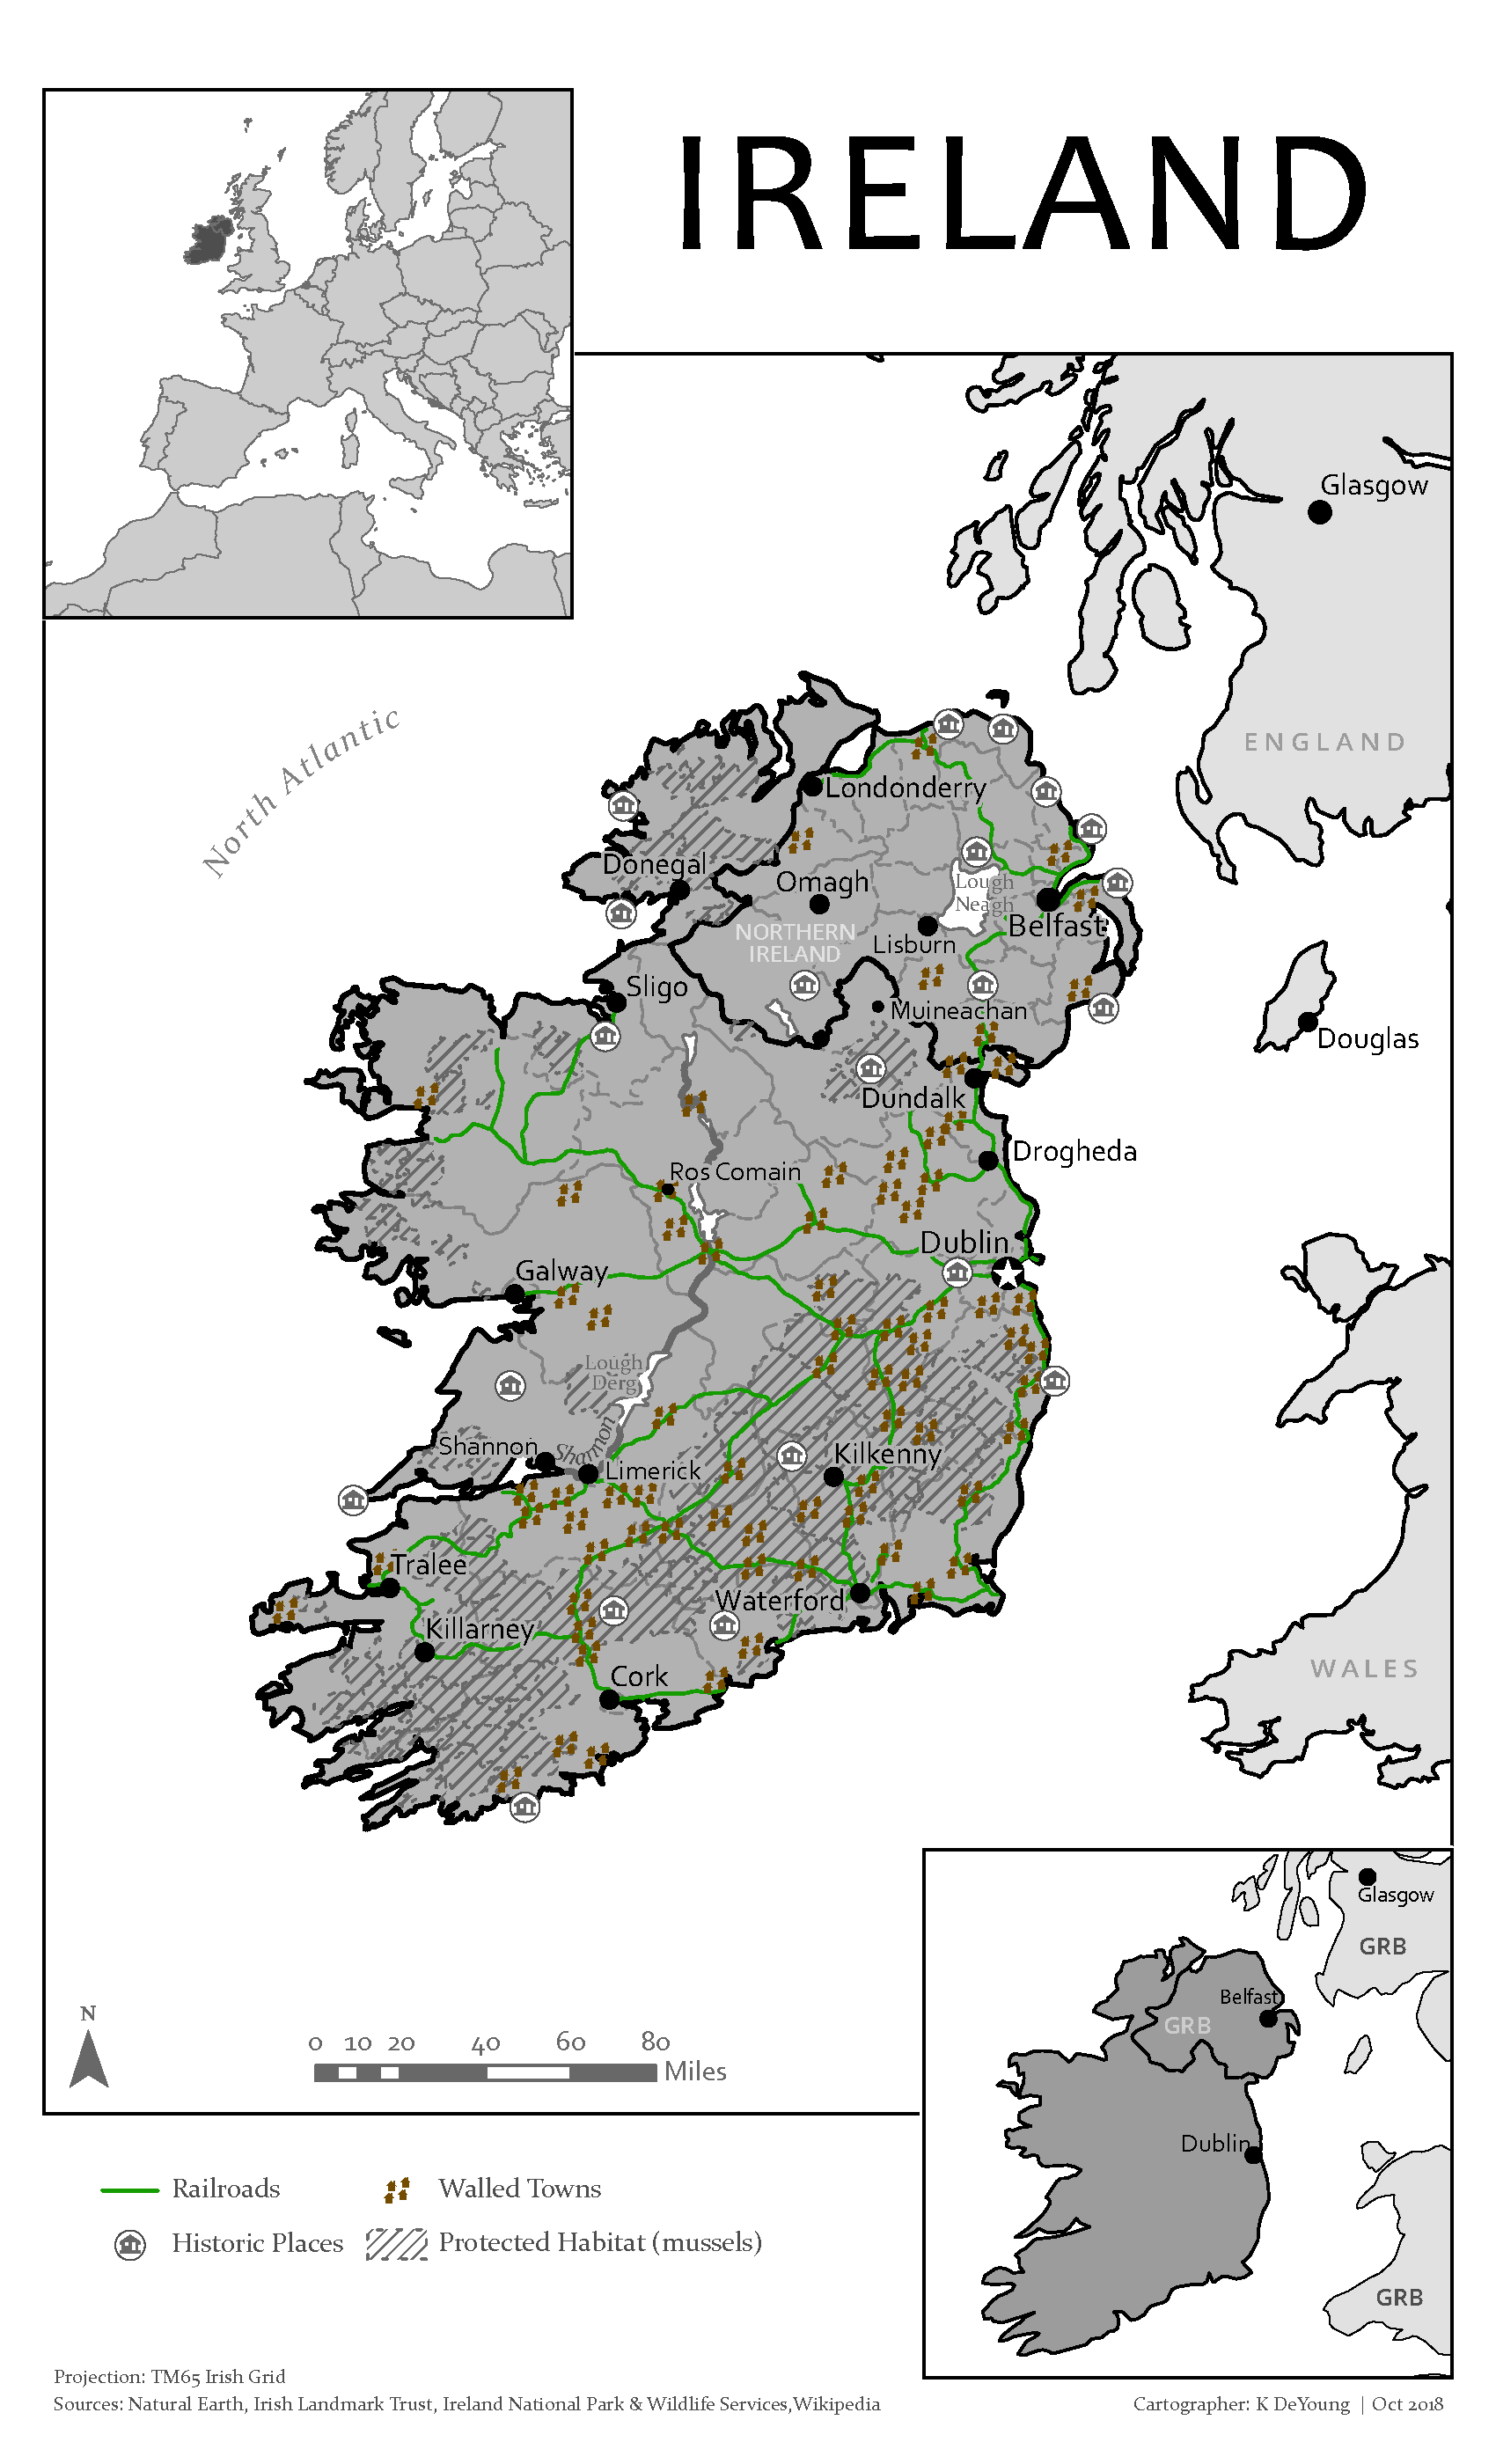 IRELAND
Glasgow
ENGLAND
North Atlantic
Londonderry
Donegal
Omagh
Lough
Neagh
Belfast
NORTHERN
IRELAND
Lisburn
Sligo
Muineachan
Douglas
Dundalk
Drogheda
Ros Comain
Dublin
Galway
Lough
Derg
Shannon
Shannon
Limerick
Kilkenny
Tralee
Waterford
Killarney
WALES
Cork
Glasgow
GRB
Belfast
GRB
Dublin
GRB
N
0 10 20 40 60 80
Miles
Railroads
Walled Towns
Historic Places
Protected Habitat (mussels)
Projection: TM65 Irish Grid
Sources: Natural Earth, Irish Landmark Trust, Ireland National Park & Wildlife Services,Wikipedia
Cartographer: K DeYoung | Oct 2018